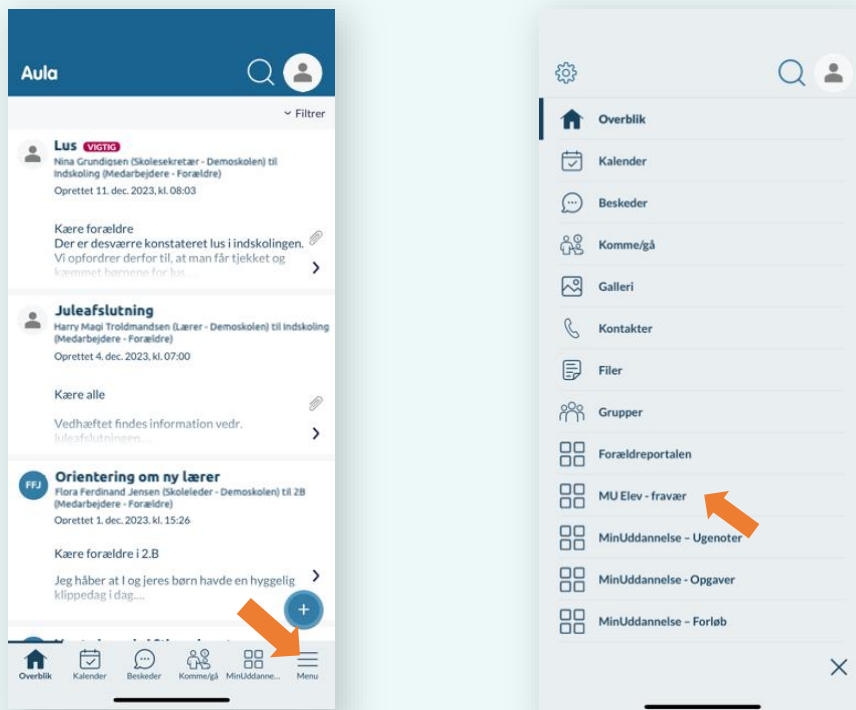 Aula
Filtrer
Lus VIGTIG
Nina Grundigsen (Skolesekretær - Demoskolen) til
Indskoling (Medarbejdere - Forældre)
Oprettet 11. dec. 2023, kl. 08:03
Kære forældre
Der er desværre konstateret lus i indskolingen.
Vi opfordrer derfor til, at man får tjekket og
kæmmet børnene for lus....
Juleafslutning
Harry Magi Troldmandsen (Lærer - Demoskolen) til Indskoling
(Medarbejdere - Forældre)
Oprettet 4. dec. 2023, kl. 07:00
Kære alle
Vedhæftet findes information vedr.
juleafslutningen....
FFJ
Orientering om ny lærer
Flora Ferdinand Jensen (Skoleleder - Demoskolen) til 2B
(Medarbejdere - Forældre)
Oprettet 1. dec. 2023, kl. 15:26
Kære forældre i 2.B
Jeg håber at I og jeres børn havde en hyggelig
klippedag i dag....
Overblik Kalender Beskeder Komme/gå MinUddanne... Menu
Overblik
Kalender
Beskeder
Komme/gå
Galleri
Kontakter
Filer
Grupper
Forældreportalen
MU Elev - fravær
MinUddannelse – Ugenoter
MinUddannelse - Opgaver
MinUddannelse – Forløb